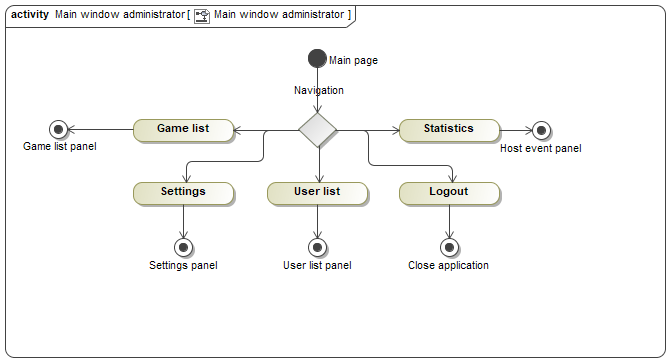 activity Main window administrator [ Main window administrator ]
Main page
Navigation
Game list
Statistics
Game list panel
Host event panel
Settings
User list
Logout
Settings panel
User list panel
Close application